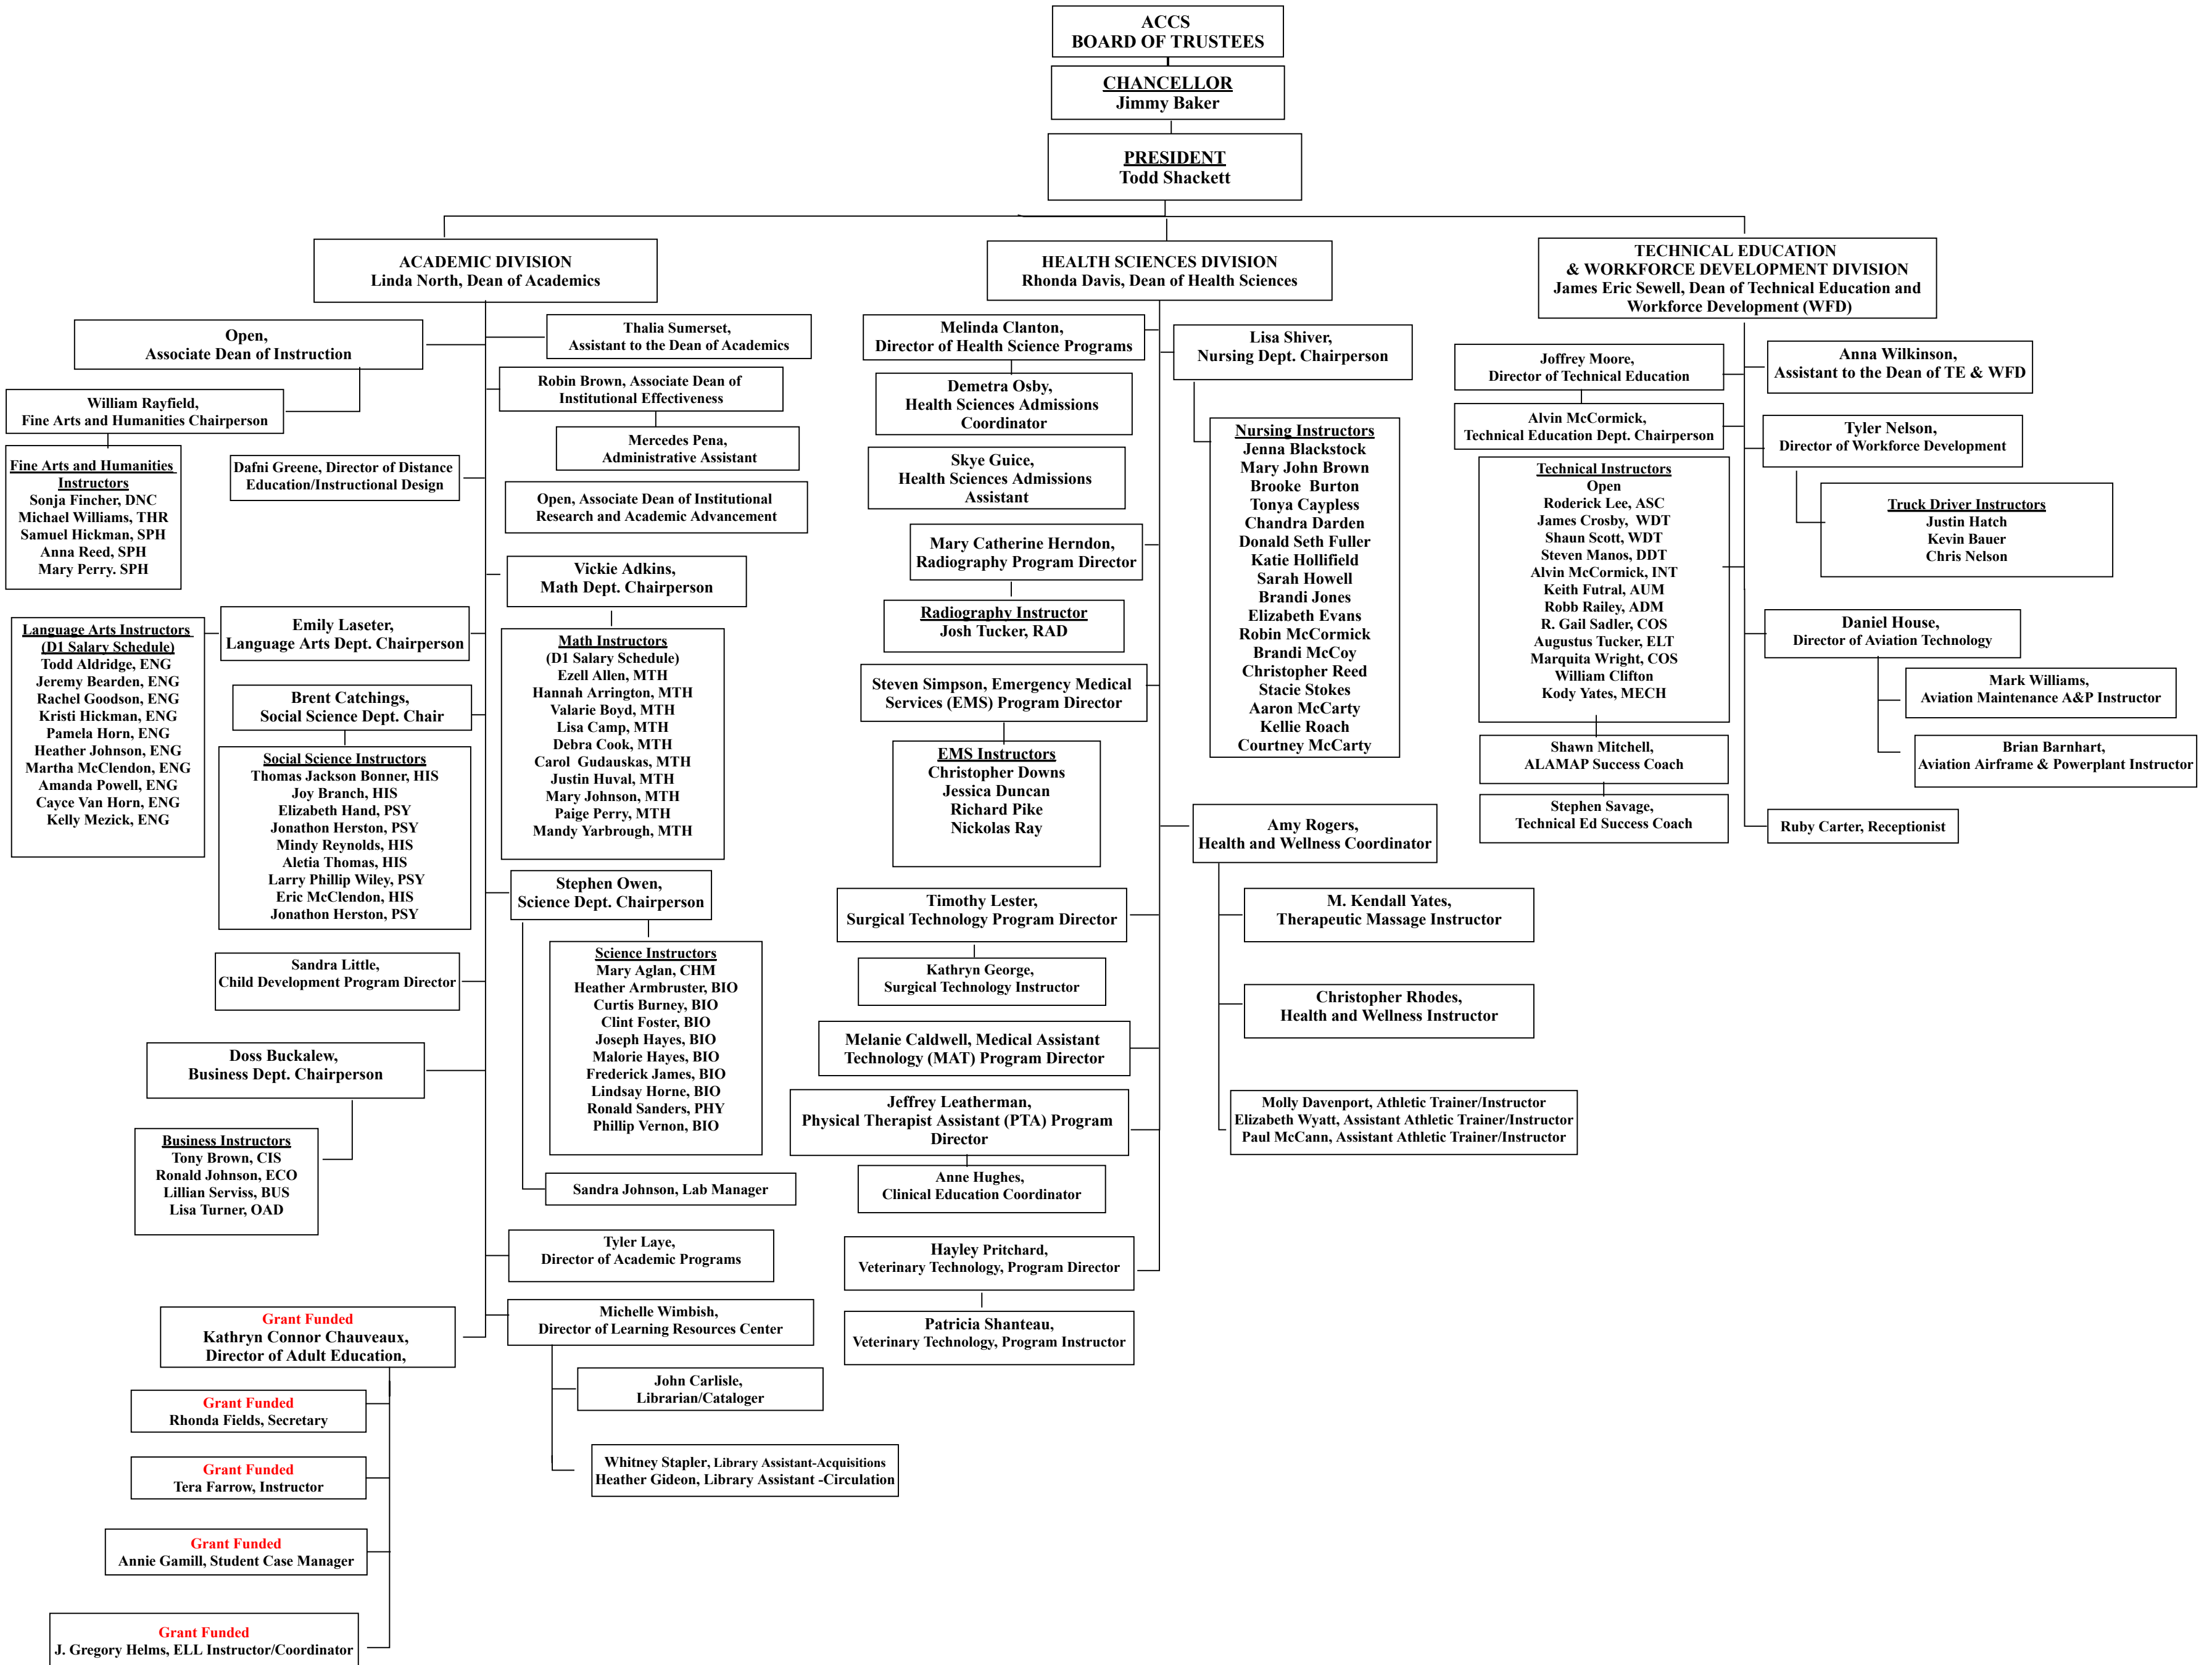 ACCS
BOARD OF TRUSTEES
CHANCELLOR
Jimmy Baker
PRESIDENT
Todd Shackett
ACADEMIC DIVISION
Linda North, Dean of Academics
Open,
Associate Dean of Instruction
William Rayfield,
Fine Arts and Humanities Chairperson
Fine Arts and Humanities
Instructors
Sonja Fincher, DNC
Michael Williams, THR
Samuel Hickman, SPH
Anna Reed, SPH
Mary Perry. SPH
Thalia Sumerset,
Assistant to the Dean of Academics
Robin Brown, Associate Dean of
Institutional Effectiveness
Mercedes Pena,
Administrative Assistant
Dafni Greene, Director of Distance
Education/Instructional Design
Open, Associate Dean of Institutional
Research and Academic Advancement
Vickie Adkins,
Math Dept. Chairperson
Math Instructors
(D1 Salary Schedule)
Ezell Allen, MTH
Hannah Arrington, MTH
Valarie Boyd, MTH
Lisa Camp, MTH
Debra Cook, MTH
Carol  Gudauskas, MTH
Justin Huval, MTH
Mary Johnson, MTH
Paige Perry, MTH
Mandy Yarbrough, MTH
Emily Laseter,
Language Arts Dept. Chairperson
Language Arts Instructors
(D1 Salary Schedule)
Todd Aldridge, ENG
Jeremy Bearden, ENG
Rachel Goodson, ENG
Kristi Hickman, ENG
Pamela Horn, ENG
Heather Johnson, ENG
Martha McClendon, ENG
Amanda Powell, ENG
Cayce Van Horn, ENG
Kelly Mezick, ENG
Brent Catchings,
Social Science Dept. Chair
Social Science Instructors
Thomas Jackson Bonner, HIS
Joy Branch, HIS
Elizabeth Hand, PSY
Jonathon Herston, PSY
Mindy Reynolds, HIS
Aletia Thomas, HIS
Larry Phillip Wiley, PSY
Eric McClendon, HIS
Jonathon Herston, PSY
Stephen Owen,
Science Dept. Chairperson
Science Instructors
Mary Aglan, CHM
Heather Armbruster, BIO
Curtis Burney, BIO
Clint Foster, BIO
Joseph Hayes, BIO
Malorie Hayes, BIO
Frederick James, BIO
Lindsay Horne, BIO
Ronald Sanders, PHY
Phillip Vernon, BIO
Sandra Johnson, Lab Manager
Sandra Little,
Child Development Program Director
Doss Buckalew,
Business Dept. Chairperson
Business Instructors
Tony Brown, CIS
Ronald Johnson, ECO
Lillian Serviss, BUS
Lisa Turner, OAD
Tyler Laye,
Director of Academic Programs
Michelle Wimbish,
Director of Learning Resources Center
John Carlisle,
Librarian/Cataloger
Whitney Stapler, Library Assistant-Acquisitions
Heather Gideon, Library Assistant -Circulation
Grant Funded
Kathryn Connor Chauveaux,
Director of Adult Education,
Grant Funded
Rhonda Fields, Secretary
Grant Funded
Tera Farrow, Instructor
Grant Funded
Annie Gamill, Student Case Manager
Grant Funded
J. Gregory Helms, ELL Instructor/Coordinator
HEALTH SCIENCES DIVISION
Rhonda Davis, Dean of Health Sciences
Melinda Clanton,
Director of Health Science Programs
Demetra Osby,
Health Sciences Admissions
Coordinator
Skye Guice,
Health Sciences Admissions
Assistant
Mary Catherine Herndon,
Radiography Program Director
Radiography Instructor
Josh Tucker, RAD
Steven Simpson, Emergency Medical
Services (EMS) Program Director
EMS Instructors
Christopher Downs
Jessica Duncan
Richard Pike
Nickolas Ray
Timothy Lester,
Surgical Technology Program Director
Kathryn George,
Surgical Technology Instructor
Melanie Caldwell, Medical Assistant
Technology (MAT) Program Director
Jeffrey Leatherman,
Physical Therapist Assistant (PTA) Program
Director
Anne Hughes,
Clinical Education Coordinator
Hayley Pritchard,
Veterinary Technology, Program Director
Patricia Shanteau,
Veterinary Technology, Program Instructor
Lisa Shiver,
Nursing Dept. Chairperson
Nursing Instructors
Jenna Blackstock
Mary John Brown
Brooke  Burton
Tonya Caypless
Chandra Darden
Donald Seth Fuller
Katie Hollifield
Sarah Howell
Brandi Jones
Elizabeth Evans
Robin McCormick
Brandi McCoy
Christopher Reed
Stacie Stokes
Aaron McCarty
Kellie Roach
Courtney McCarty
Amy Rogers,
Health and Wellness Coordinator
M. Kendall Yates,
Therapeutic Massage Instructor
Christopher Rhodes,
Health and Wellness Instructor
Molly Davenport, Athletic Trainer/Instructor
Elizabeth Wyatt, Assistant Athletic Trainer/Instructor
Paul McCann, Assistant Athletic Trainer/Instructor
TECHNICAL EDUCATION
& WORKFORCE DEVELOPMENT DIVISION
James Eric Sewell, Dean of Technical Education and
Workforce Development (WFD)
Joffrey Moore,
Director of Technical Education
Alvin McCormick,
Technical Education Dept. Chairperson
Technical Instructors
Open
Roderick Lee, ASC
James Crosby,  WDT
Shaun Scott, WDT
Steven Manos, DDT
Alvin McCormick, INT
Keith Futral, AUM
Robb Railey, ADM
R. Gail Sadler, COS
Augustus Tucker, ELT
Marquita Wright, COS
William Clifton
Kody Yates, MECH
Shawn Mitchell,
ALAMAP Success Coach
Stephen Savage,
Technical Ed Success Coach
Anna Wilkinson,
Assistant to the Dean of TE & WFD
Tyler Nelson,
Director of Workforce Development
Truck Driver Instructors
Justin Hatch
Kevin Bauer
Chris Nelson
Daniel House,
Director of Aviation Technology
Mark Williams,
Aviation Maintenance A&P Instructor
Brian Barnhart,
Aviation Airframe & Powerplant Instructor
Ruby Carter, Receptionist